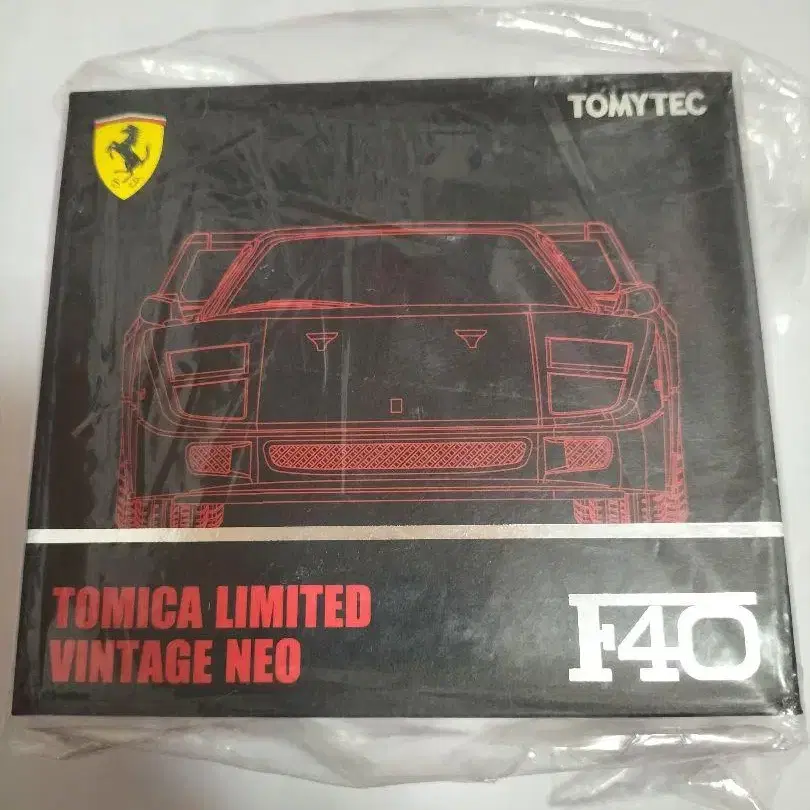 TOMYTEC
TOMICA LIMITED
VINTAGE NEO
F40